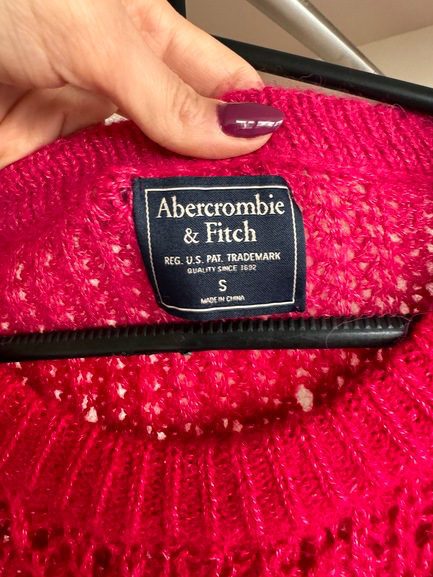 Abercrombie
& Fitch
REG. U.S. PAT. TRADEMARK
QUALITY SINCE 1892
S
MADE IN CHINA